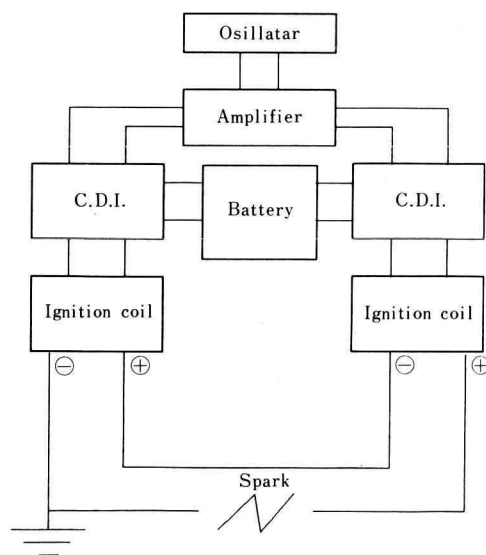 Osillatar
Amplifier
C.D.I.
Battery
C.D.I.
Ignition coil
Ignition coil
⊖ ⊕
⊖ ⊕
Spark